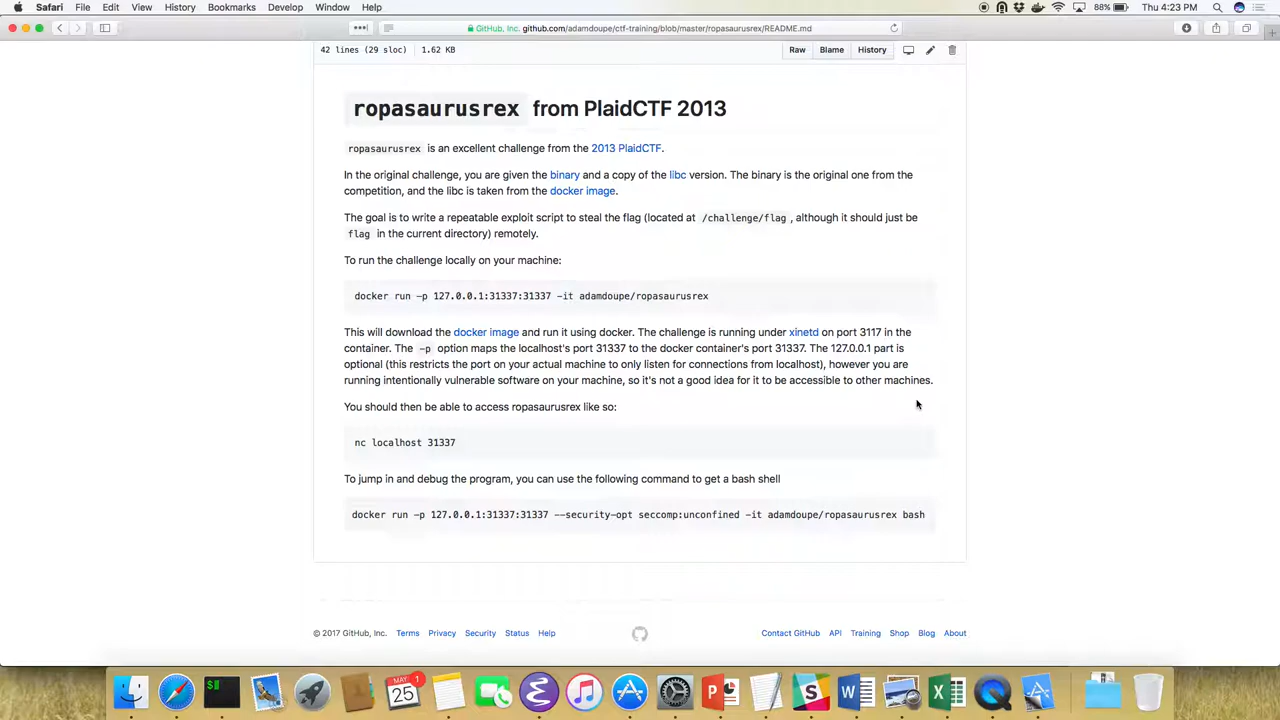 Safari File Edit View History Bookmarks Develop Window Help 88% Thu 4:23 PM
GitHub, Inc. github.com/adamdoupe/ctf-training/blob/master/ropasaurusrex/README.md
42 lines (29 sloc) 1.62 KB Raw Blame History
ropasaurusrex from PlaidCTF 2013
ropasaurusrex is an excellent challenge from the 2013 PlaidCTF.
In the original challenge, you are given the binary and a copy of the libc version. The binary is the original one from the
competition, and the libc is taken from the docker image.
The goal is to write a repeatable exploit script to steal the flag (located at /challenge/flag , although it should just be
flag in the current directory) remotely.
To run the challenge locally on your machine:
docker run -p 127.0.0.1:31337:31337 -it adamdoupe/ropasaurusrex
This will download the docker image and run it using docker. The challenge is running under xinetd on port 3117 in the
container. The -p option maps the localhost's port 31337 to the docker container's port 31337. The 127.0.0.1 part is
optional (this restricts the port on your actual machine to only listen for connections from localhost), however you are
running intentionally vulnerable software on your machine, so it's not a good idea for it to be accessible to other machines.
You should then be able to access ropasaurusrex like so:
nc localhost 31337
To jump in and debug the program, you can use the following command to get a bash shell
docker run -p 127.0.0.1:31337:31337 --security-opt seccomp:unconfined -it adamdoupe/ropasaurusrex bash
© 2017 GitHub, Inc. Terms Privacy Security Status Help Contact GitHub API Training Shop Blog About
MAY 1
25